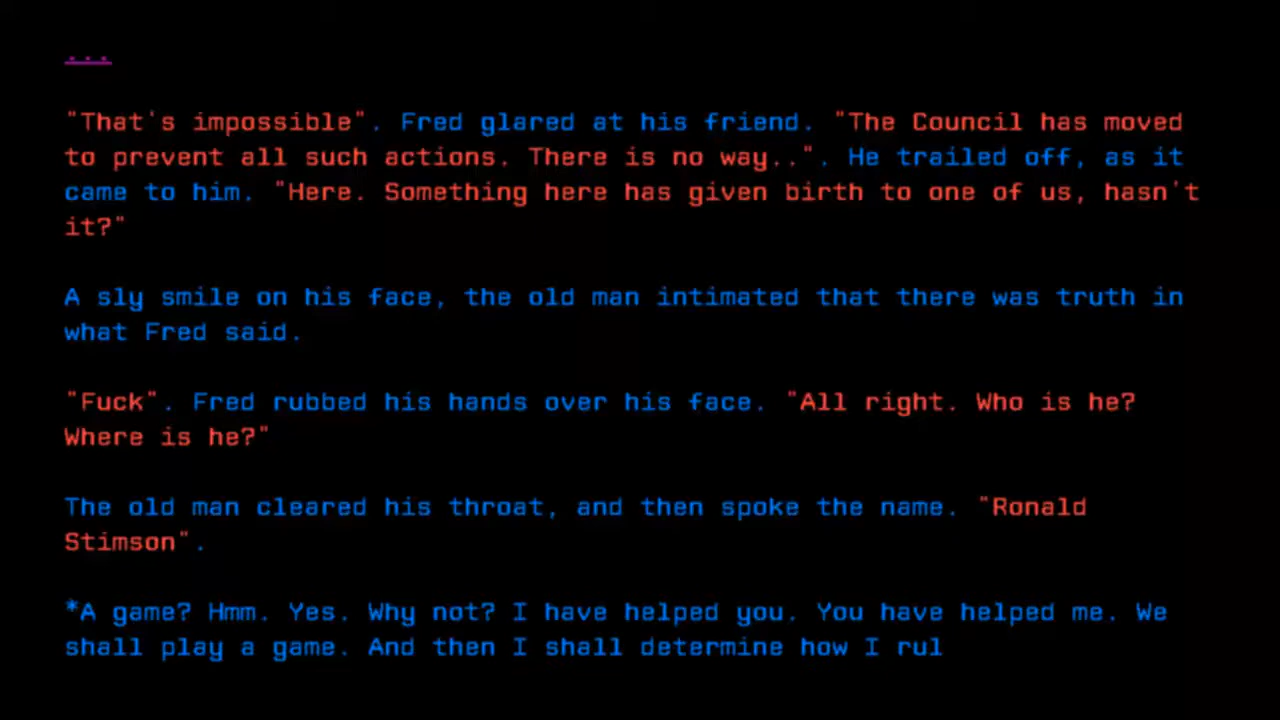 ...
"That's impossible". Fred glared at his friend. "The Council has moved
to prevent all such actions. There is no way..". He trailed off, as it
came to him. "Here. Something here has given birth to one of us, hasn't
it?"
A sly smile on his face, the old man intimated that there was truth in
what Fred said.
"Fuck". Fred rubbed his hands over his face. "All right. Who is he?
Where is he?"
The old man cleared his throat, and then spoke the name. "Ronald
Stimson".
*A game? Hmm. Yes. Why not? I have helped you. You have helped me. We
shall play a game. And then I shall determine how I rul